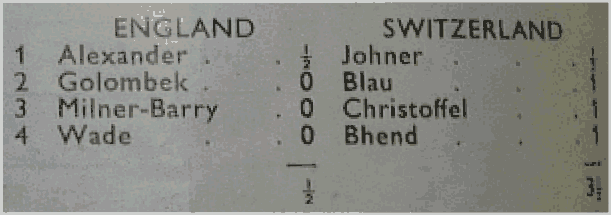 ENGLAND SWITZERLAND
1 Alexander . . ½ Johner . . ½
2 Golombek . . 0 Blau . . 1
3 Milner-Barry . 0 Christoffel . 1
4 Wade . . 0 Bhend . . 1
½ 3½